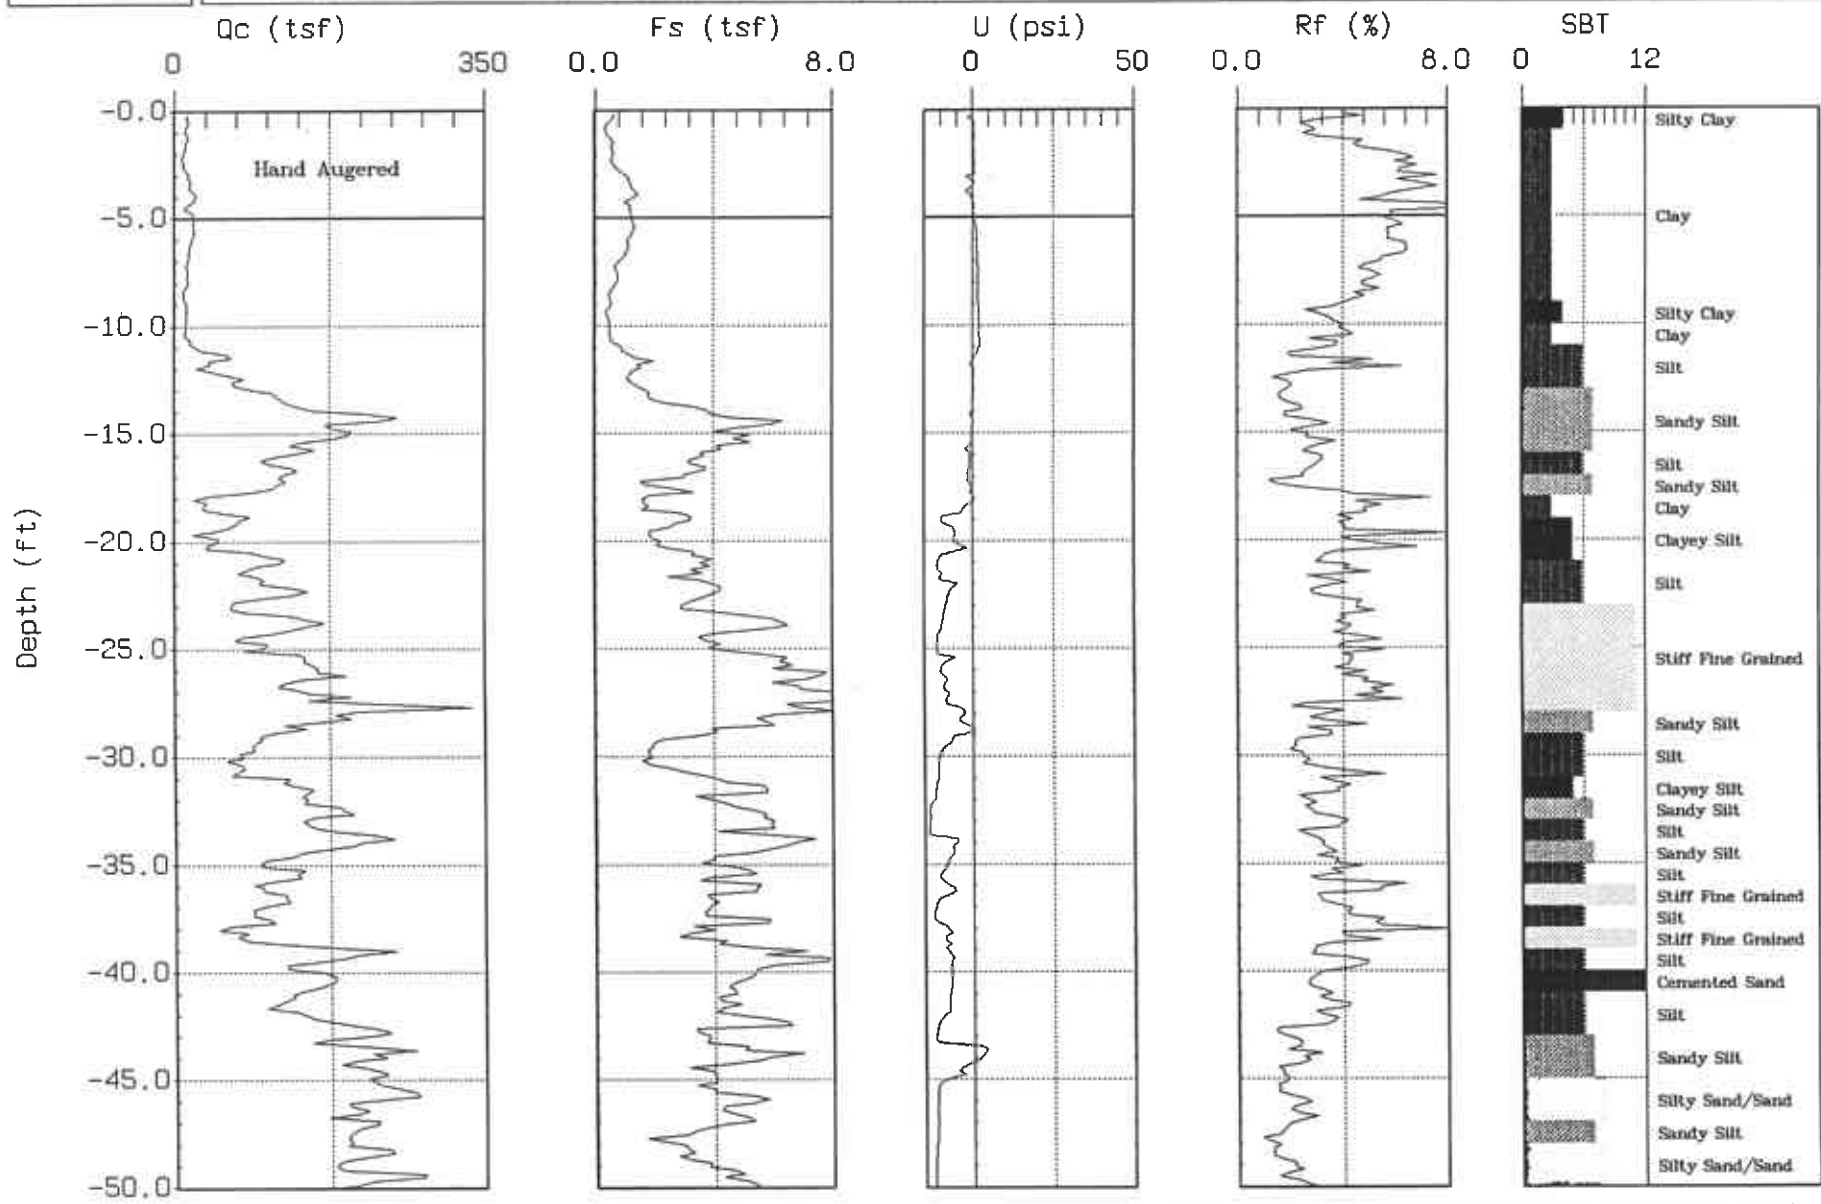 Qc (tsf) Fs (tsf) U (psi) Rf (%) SBT
0 350 0.0 8.0 0 50 0.0 8.0 0 12
-0.0
Hand Augered
-5.0
-10.0
-15.0
-20.0
-25.0
-30.0
-35.0
-40.0
-45.0
-50.0
Depth (ft)
Silty Clay
Clay
Silty Clay
Clay
Silt
Sandy Silt
Silt
Sandy Silt
Clay
Clayey Silt
Silt
Stiff Fine Grained
Sandy Silt
Silt
Clayey Silt
Sandy Silt
Silt
Sandy Silt
Silt
Stiff Fine Grained
Silt
Stiff Fine Grained
Silt
Cemented Sand
Silt
Sandy Silt
Silty Sand/Sand
Sandy Silt
Silty Sand/Sand